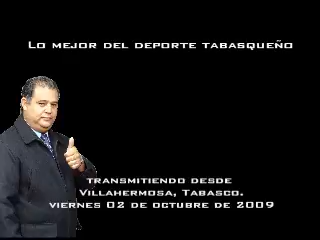 Lo mejor del deporte tabasqueño
transmitiendo desde
Villahermosa, Tabasco.
viernes 02 de octubre de 2009